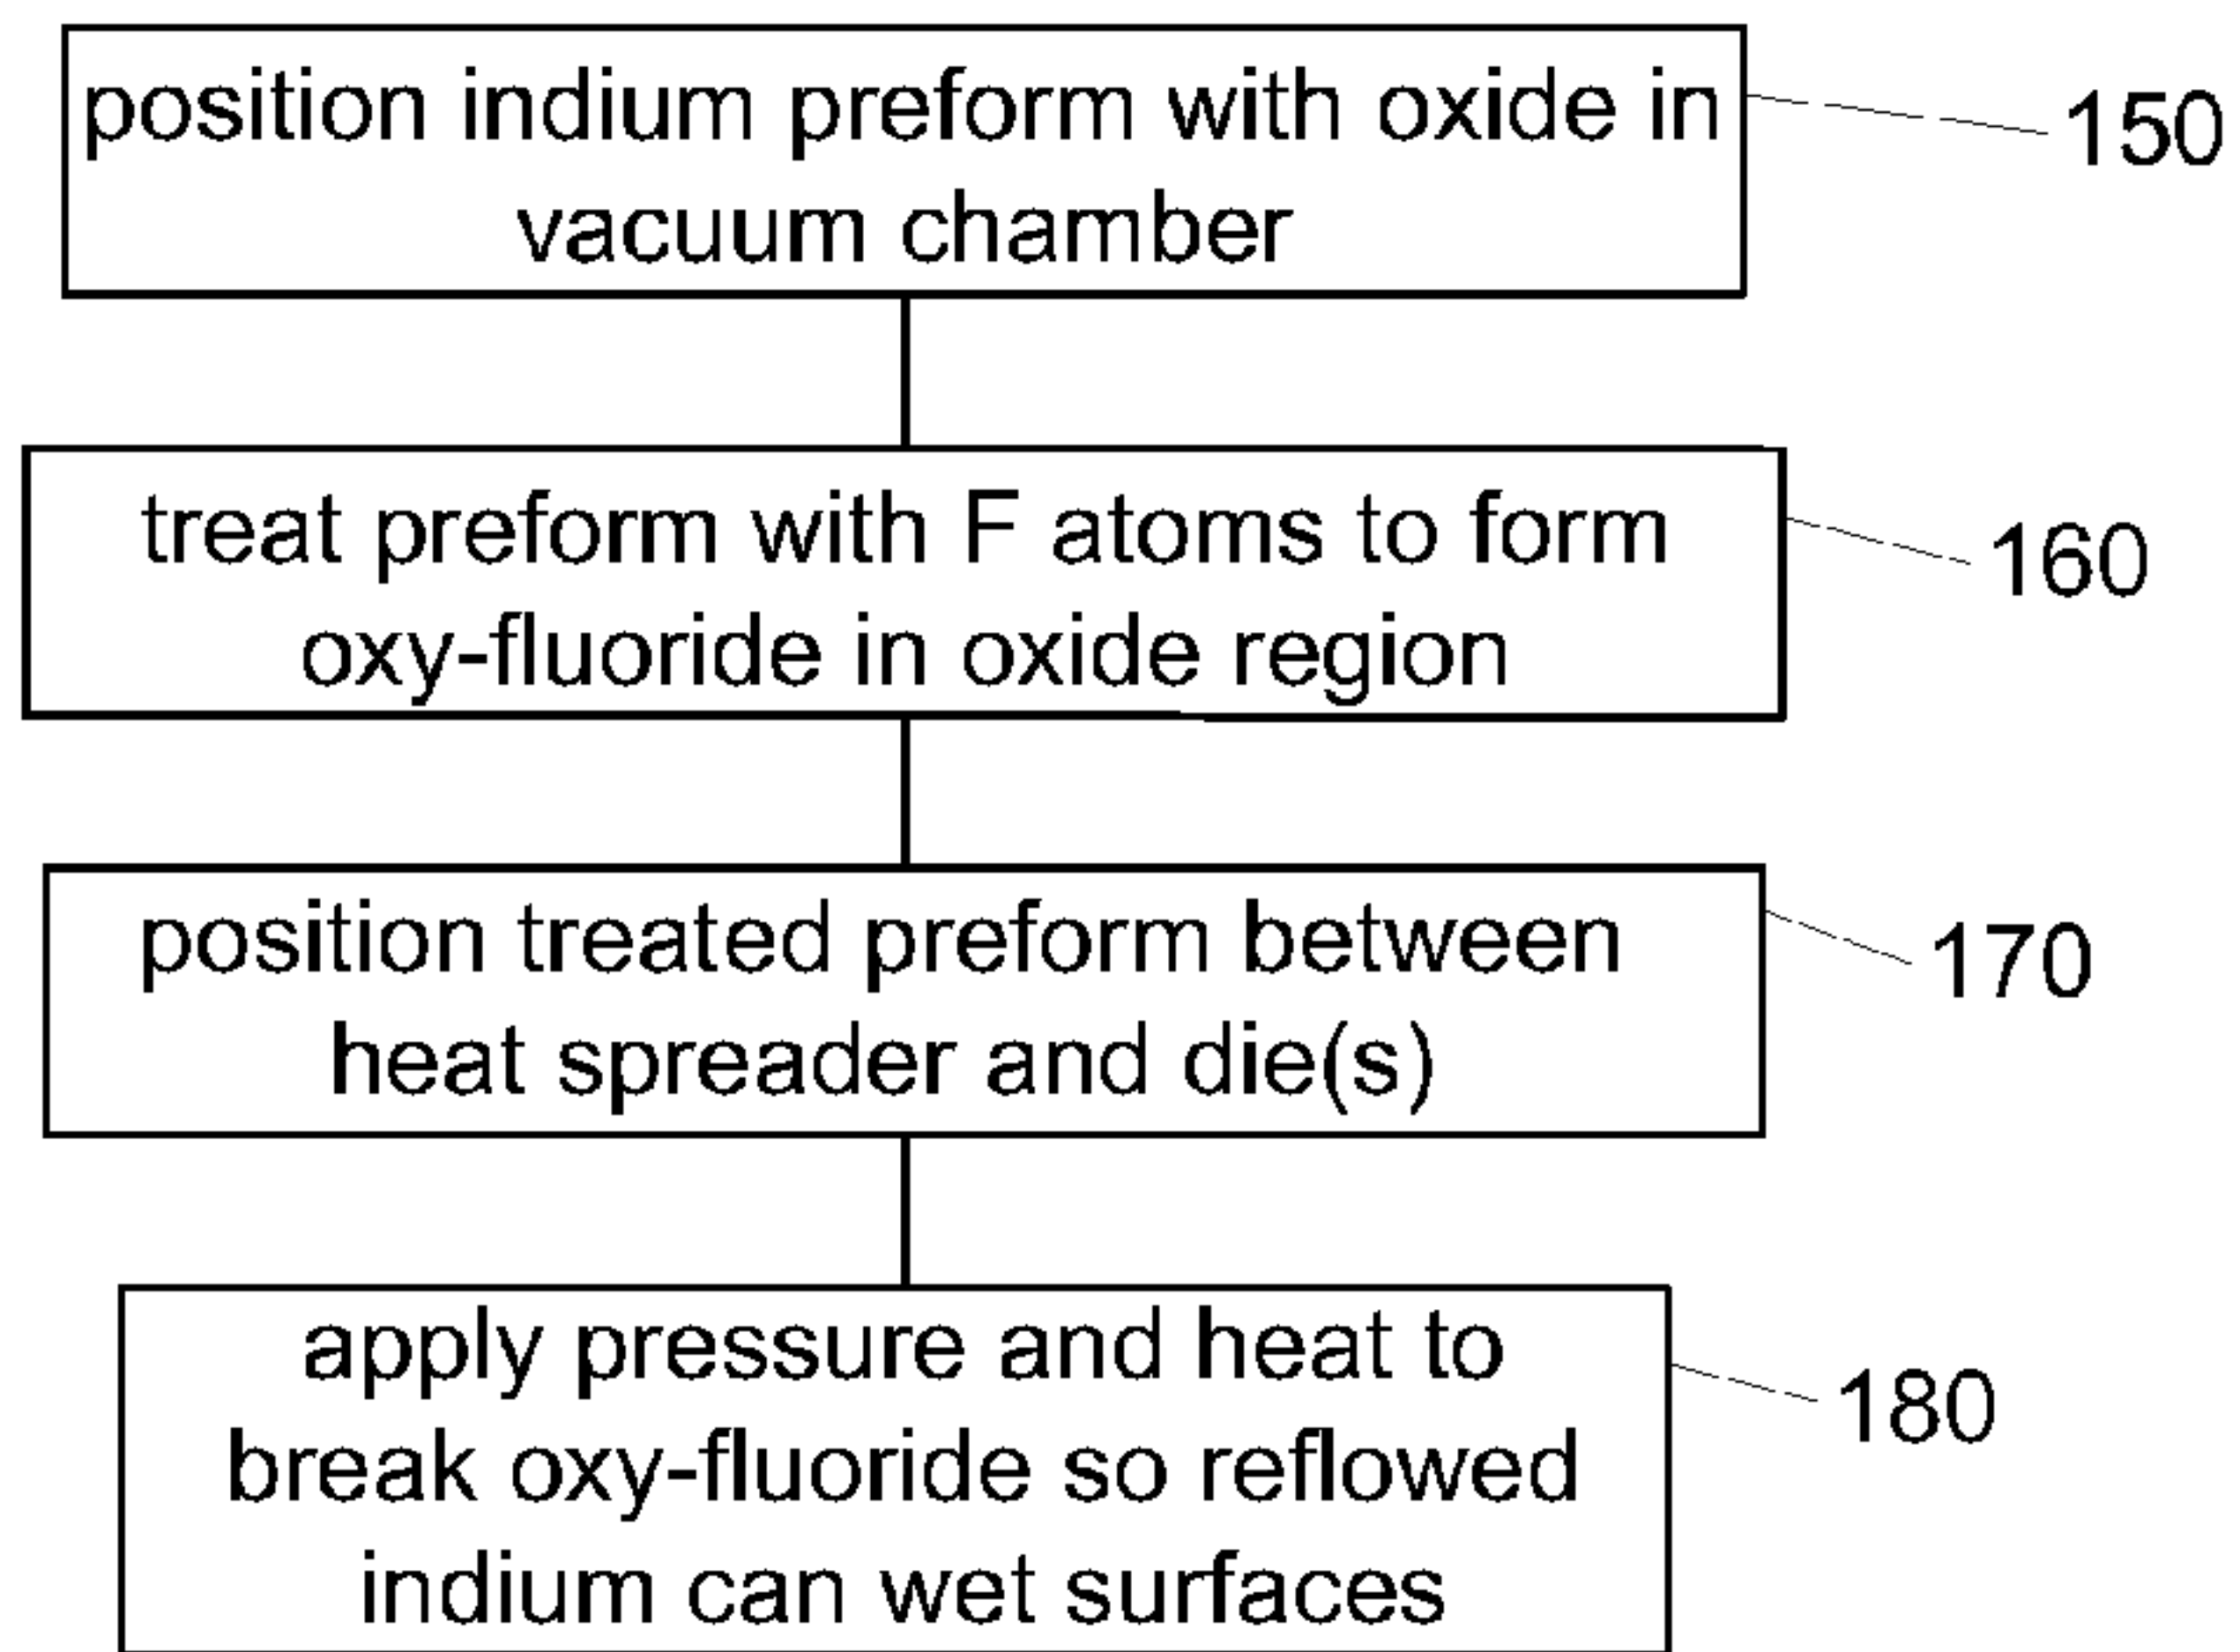 position indium preform with oxide in
vacuum chamber
150
treat preform with F atoms to form
oxy-fluoride in oxide region
160
position treated preform between
heat spreader and die(s)
170
apply pressure and heat to
break oxy-fluoride so reflowed
indium can wet surfaces
180